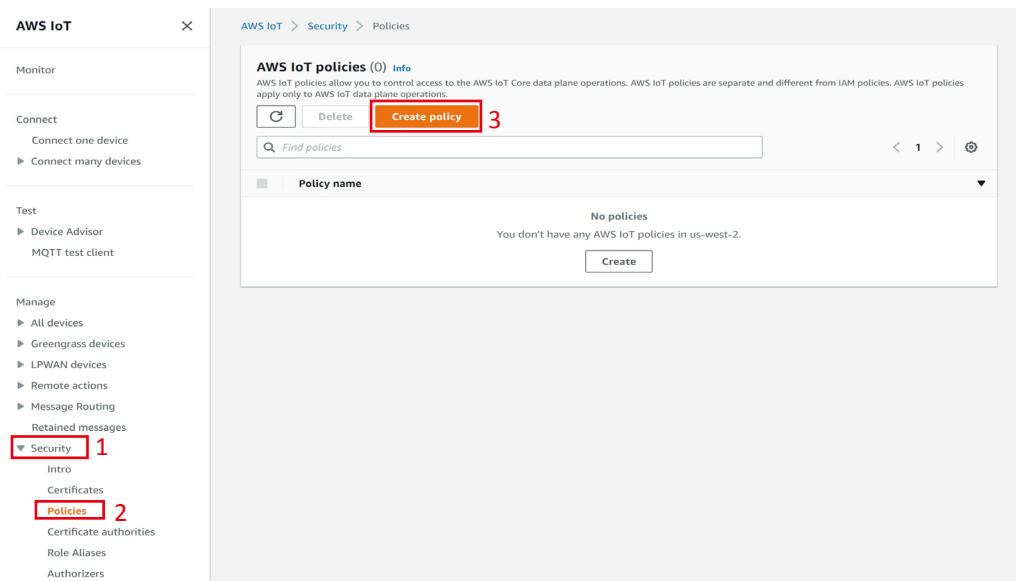 AWS IoT
Monitor
Connect
Connect one device
Connect many devices
Test
Device Advisor
MQTT test client
Manage
All devices
Greengrass devices
LPWAN devices
Remote actions
Message Routing
Retained messages
Security 1
Intro
Certificates
Policies 2
Certificate authorities
Role Aliases
Authorizers
AWS IoT > Security > Policies
AWS IoT policies (0) Info
AWS IoT policies allow you to control access to the AWS IoT Core data plane operations. AWS IoT policies are separate and different from IAM policies. AWS IoT policies
apply only to AWS IoT data plane operations.
Delete Create policy 3
Find policies
< 1 >
Policy name
No policies
You don't have any AWS IoT policies in us-west-2.
Create